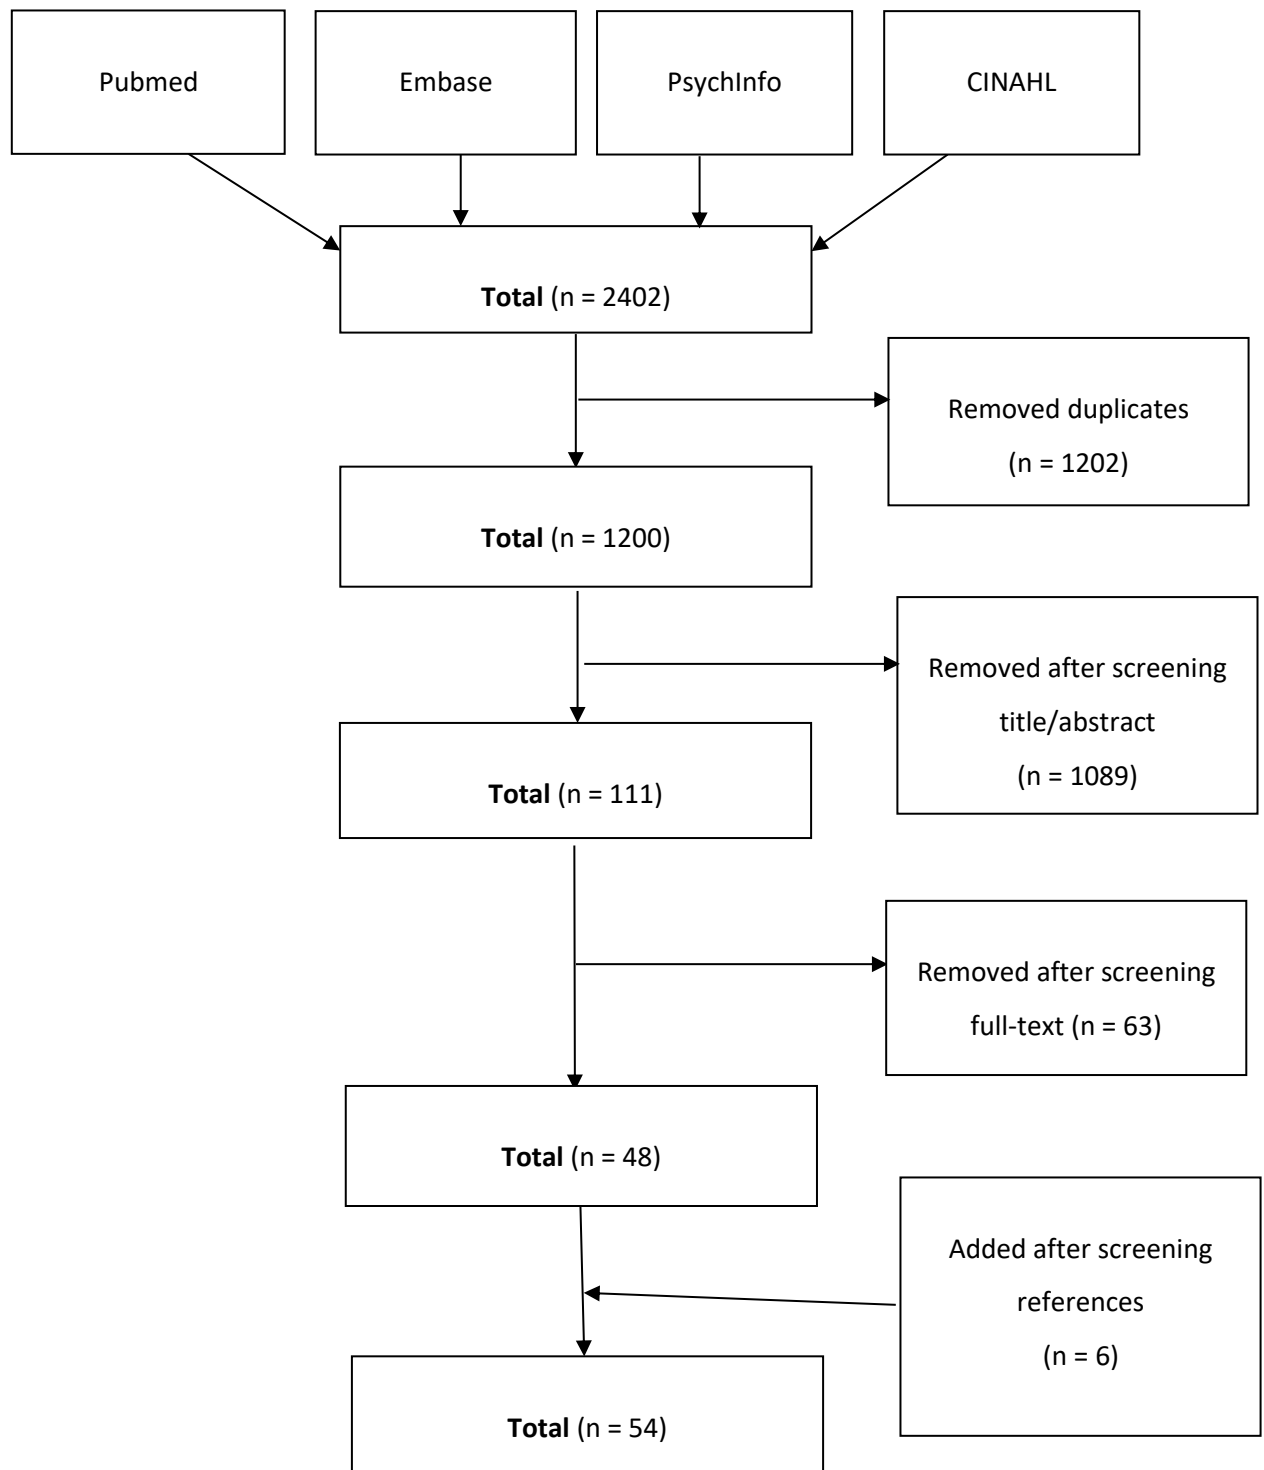 Pubmed
Embase
PsychInfo
CINAHL
Total (n = 2402)
Removed duplicates
(n = 1202)
Total (n = 1200)
Removed after screening
title/abstract
(n = 1089)
Total (n = 111)
Removed after screening
full-text (n = 63)
Total (n = 48)
Added after screening
references
(n = 6)
Total (n = 54)